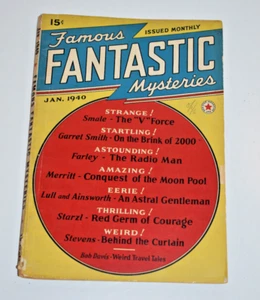 15¢
Famous
ISSUED MONTHLY
FANTASTIC
Mysteries
JAN. 1940
STRANGE!
Smale - The "V" Force
STARTLING!
Garret Smith - On the Brink of 2000
ASTOUNDING!
Farley - The Radio Man
AMAZING!
Merritt - Conquest of the Moon Pool
EERIE!
Lull and Ainsworth - An Astral Gentleman
THRILLING!
Starzl - Red Germ of Courage
WEIRD!
Stevens - Behind the Curtain
Bob Davis - Weird Travel Tales